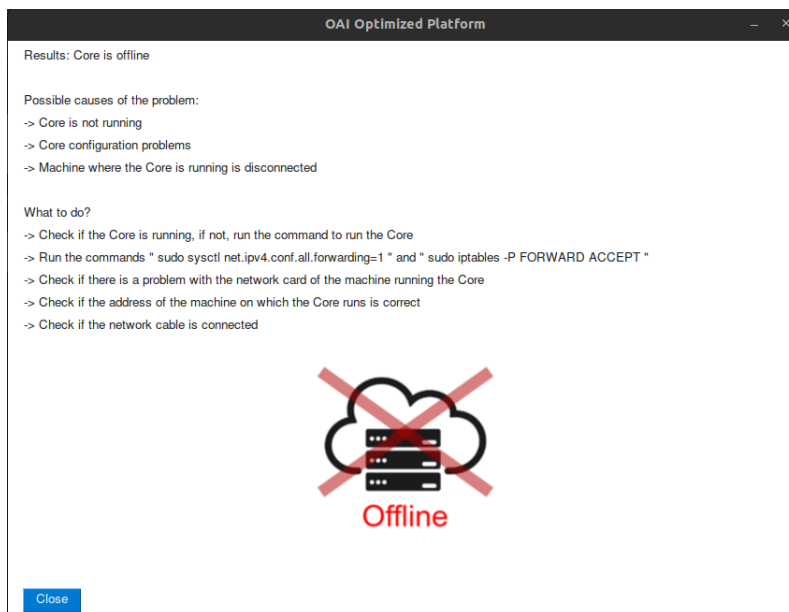 OAI Optimized Platform
Results: Core is offline
Possible causes of the problem:
-> Core is not running
-> Core configuration problems
-> Machine where the Core is running is disconnected
What to do?
-> Check if the Core is running, if not, run the command to run the Core
-> Run the commands " sudo sysctl net.ipv4.conf.all.forwarding=1 " and " sudo iptables -P FORWARD ACCEPT "
-> Check if there is a problem with the network card of the machine running the Core
-> Check if the address of the machine on which the Core runs is correct
-> Check if the network cable is connected
Offline
Close